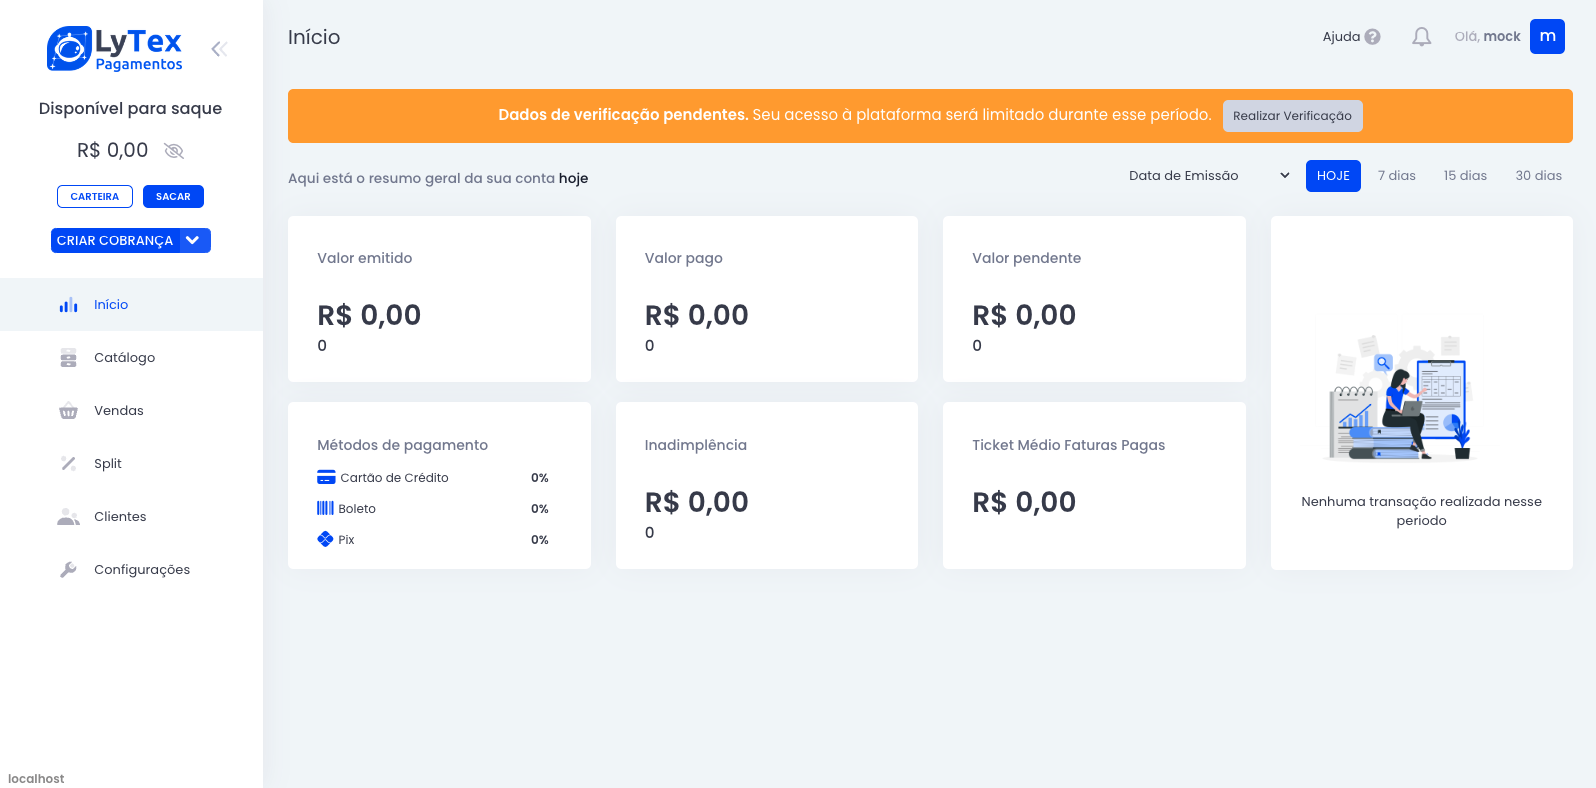 LyTex
Pagamentos
Disponível para saque
R$ 0,00
CARTEIRA
SACAR
CRIAR COBRANÇA
Início
Catálogo
Vendas
Split
Clientes
Configurações
localhost
Início
Ajuda
Olá, mock
m
Dados de verificação pendentes. Seu acesso à plataforma será limitado durante esse período.
Realizar Verificação
Aqui está o resumo geral da sua conta hoje
Data de Emissão
HOJE
7 dias
15 dias
30 dias
Valor emitido
R$ 0,00
0
Valor pago
R$ 0,00
0
Valor pendente
R$ 0,00
0
Métodos de pagamento
Cartão de Crédito 0%
Boleto 0%
Pix 0%
Inadimplência
R$ 0,00
0
Ticket Médio Faturas Pagas
R$ 0,00
Nenhuma transação realizada nesse
periodo